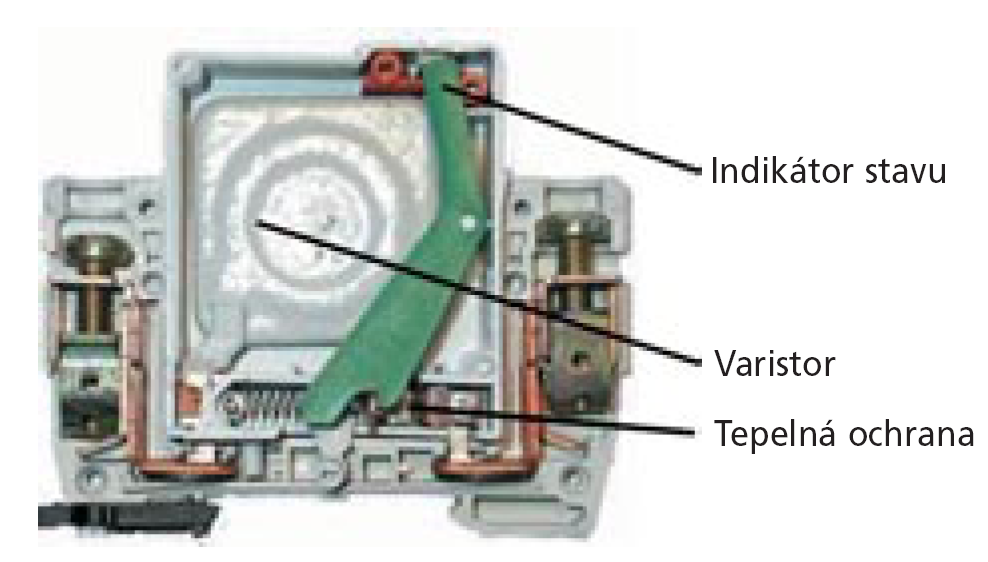 Indikátor stavu
Varistor
Tepelná ochrana